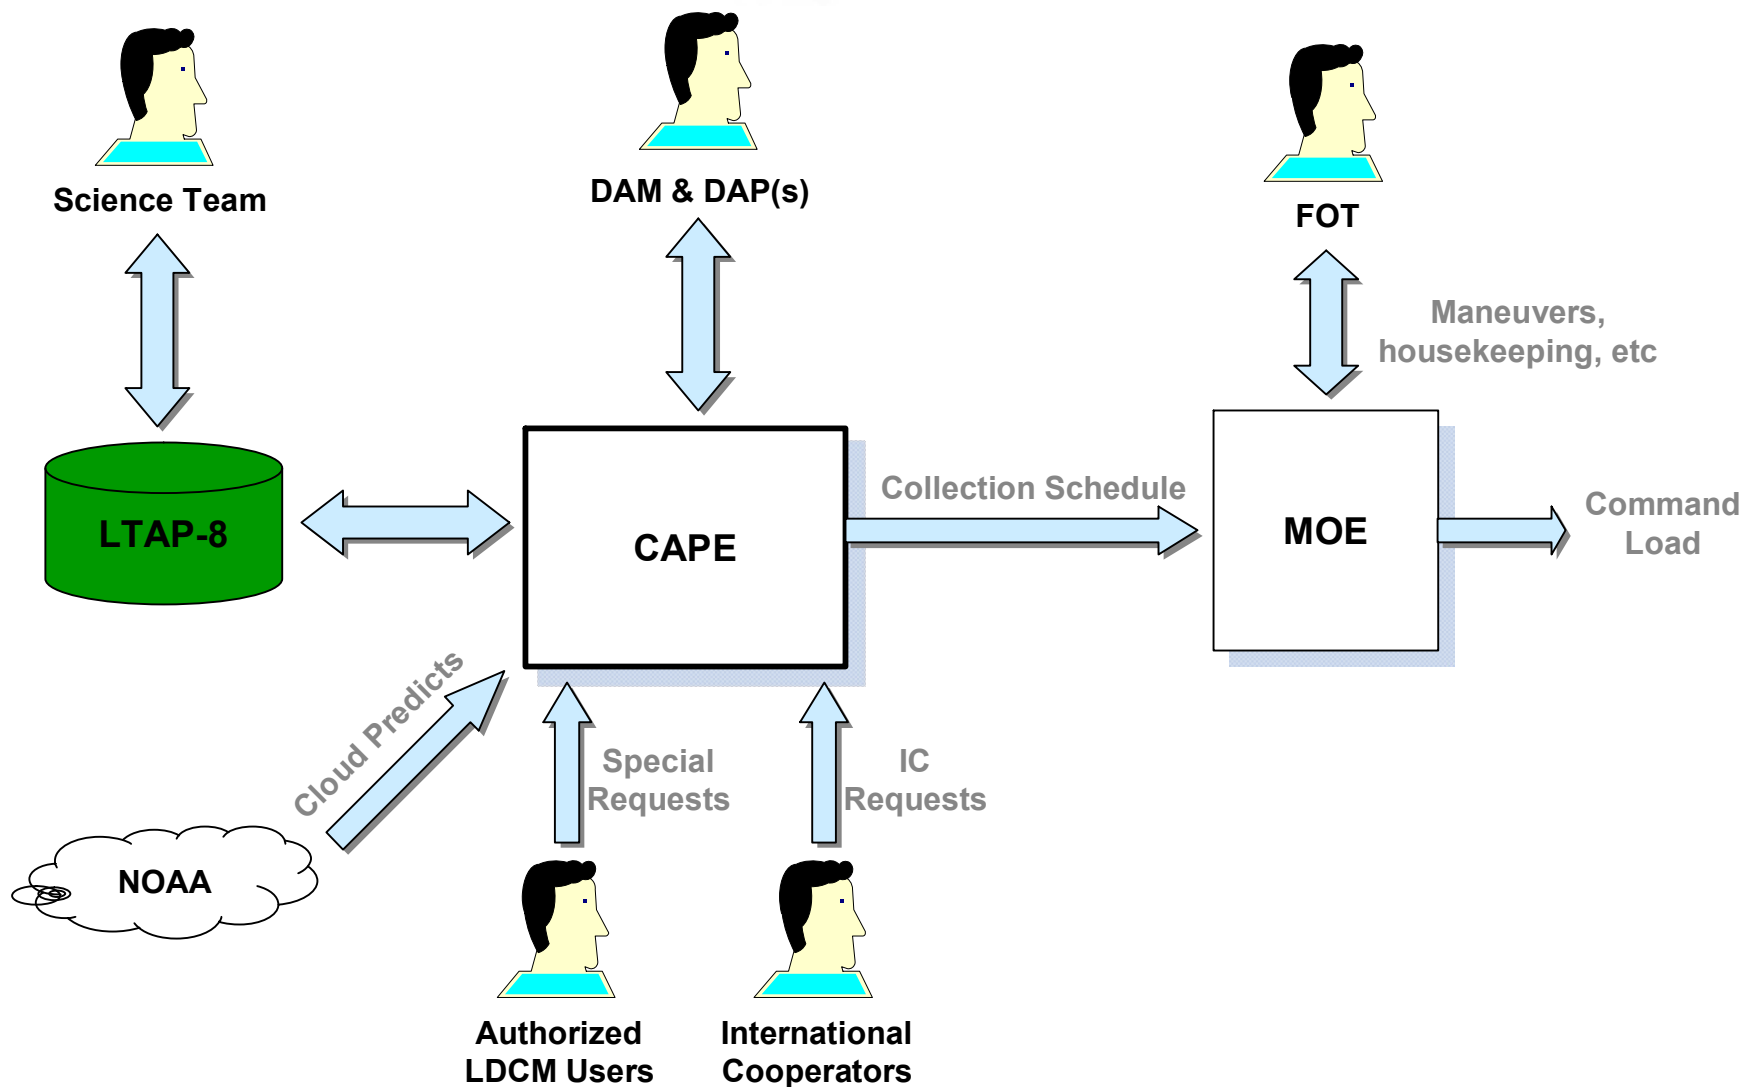 Science Team
DAM & DAP(s)
FOT
Maneuvers,
housekeeping, etc
LTAP-8
CAPE
Collection Schedule
MOE
Command
Load
Cloud Predicts
Special
Requests
IC
Requests
NOAA
Authorized
LDCM Users
International
Cooperators